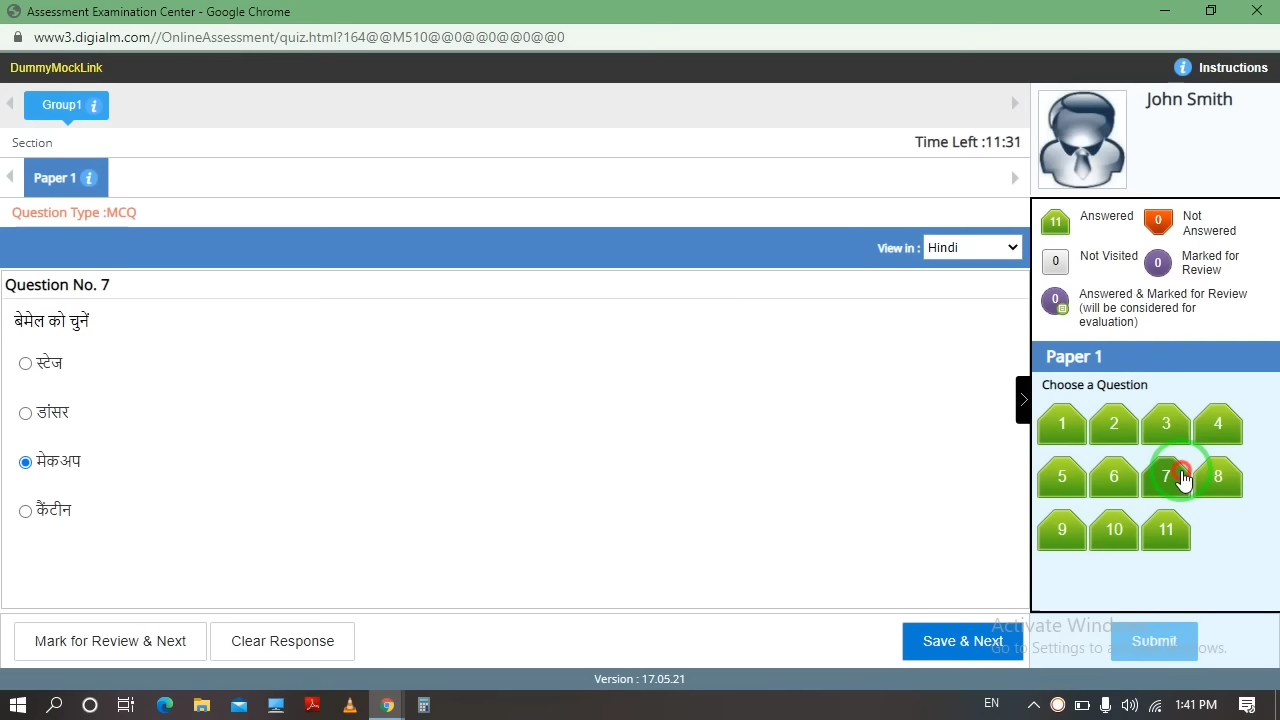 Assessment Examination Center - Google Chrome
www3.digialm.com//OnlineAssessment/quiz.html?164@@M510@@0@@0@@0@@0
DummyMockLink
i Instructions
Group1 i
John Smith
Section
Time Left :11:31
Paper 1 i
Question Type :MCQ
11 Answered
0 Not Answered
View in : Hindi
0 Not Visited
0 Marked for Review
Question No. 7
0 Answered & Marked for Review
(will be considered for
evaluation)
बेमेल को चुनें
Paper 1
स्टेज
Choose a Question
डांसर
1 2 3 4
मेकअप
5 6 7 8
कैंटीन
9 10 11
Mark for Review & Next
Clear Response
Save & Next
Submit
Activate Wind
Go to Settings to a ows.
Version : 17.05.21
EN
1:41 PM